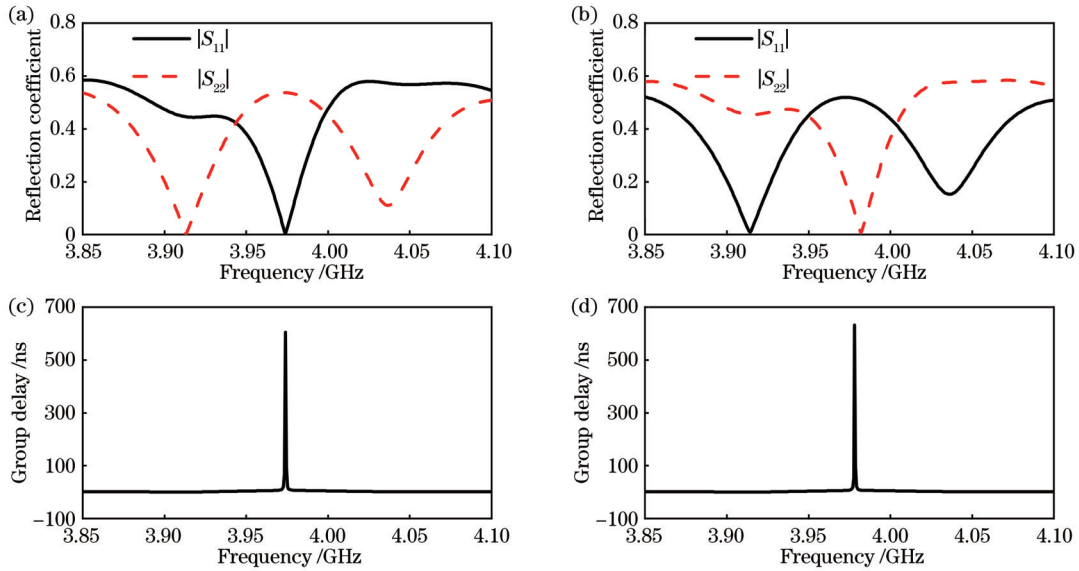 (a)
0.8
0.6
0.4
0.2
0
Reflection coefficient
|S₁₁|
|S₂₂|
3.85
3.90
3.95
4.00
4.05
4.10
Frequency /GHz
(b)
0.8
0.6
0.4
0.2
0
Reflection coefficient
|S₁₁|
|S₂₂|
3.85
3.90
3.95
4.00
4.05
4.10
Frequency /GHz
(c)
700
500
300
100
−100
Group delay /ns
3.85
3.90
3.95
4.00
4.05
4.10
Frequency /GHz
(d)
700
500
300
100
−100
Group delay /ns
3.85
3.90
3.95
4.00
4.05
4.10
Frequency /GHz